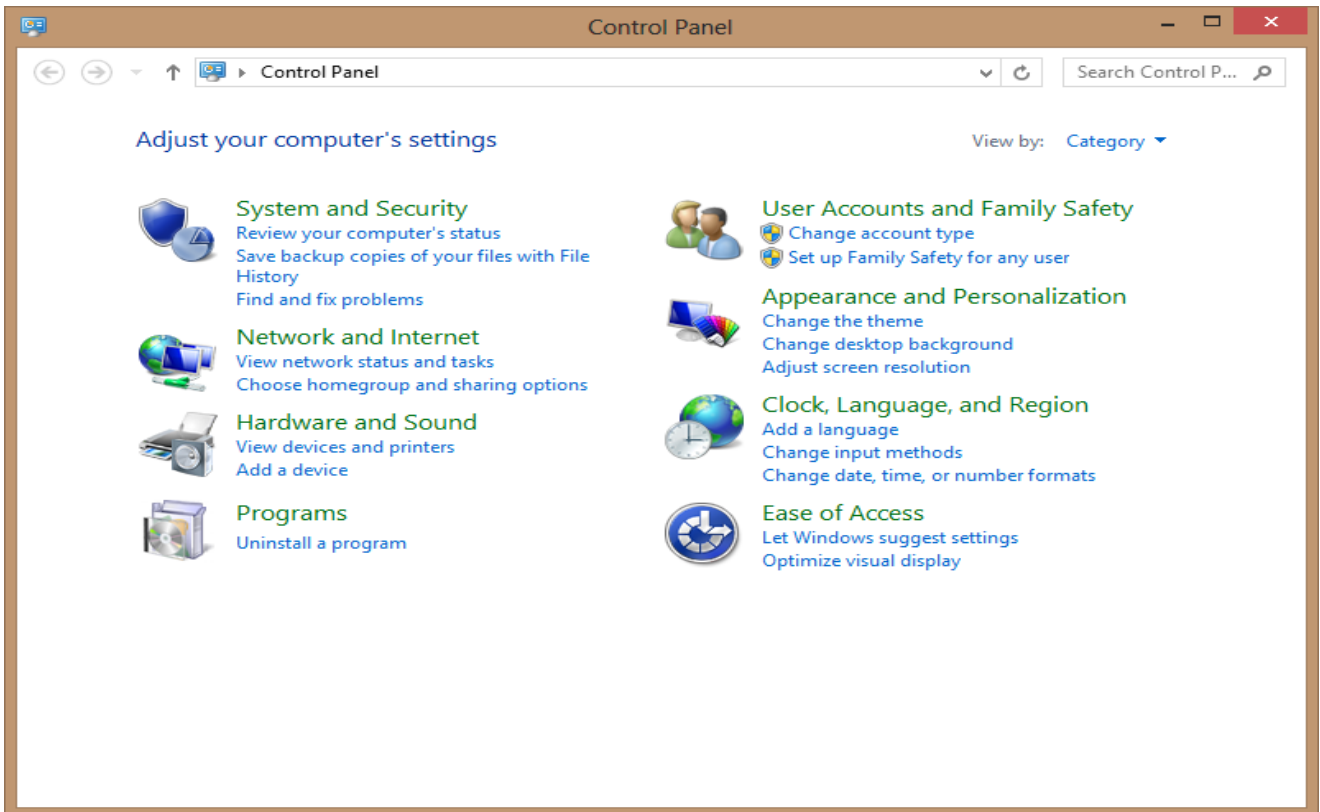 Control Panel
Control Panel
Search Control P...
Adjust your computer's settings
View by: Category
System and Security
Review your computer's status
Save backup copies of your files with File
History
Find and fix problems
Network and Internet
View network status and tasks
Choose homegroup and sharing options
Hardware and Sound
View devices and printers
Add a device
Programs
Uninstall a program
User Accounts and Family Safety
Change account type
Set up Family Safety for any user
Appearance and Personalization
Change the theme
Change desktop background
Adjust screen resolution
Clock, Language, and Region
Add a language
Change input methods
Change date, time, or number formats
Ease of Access
Let Windows suggest settings
Optimize visual display